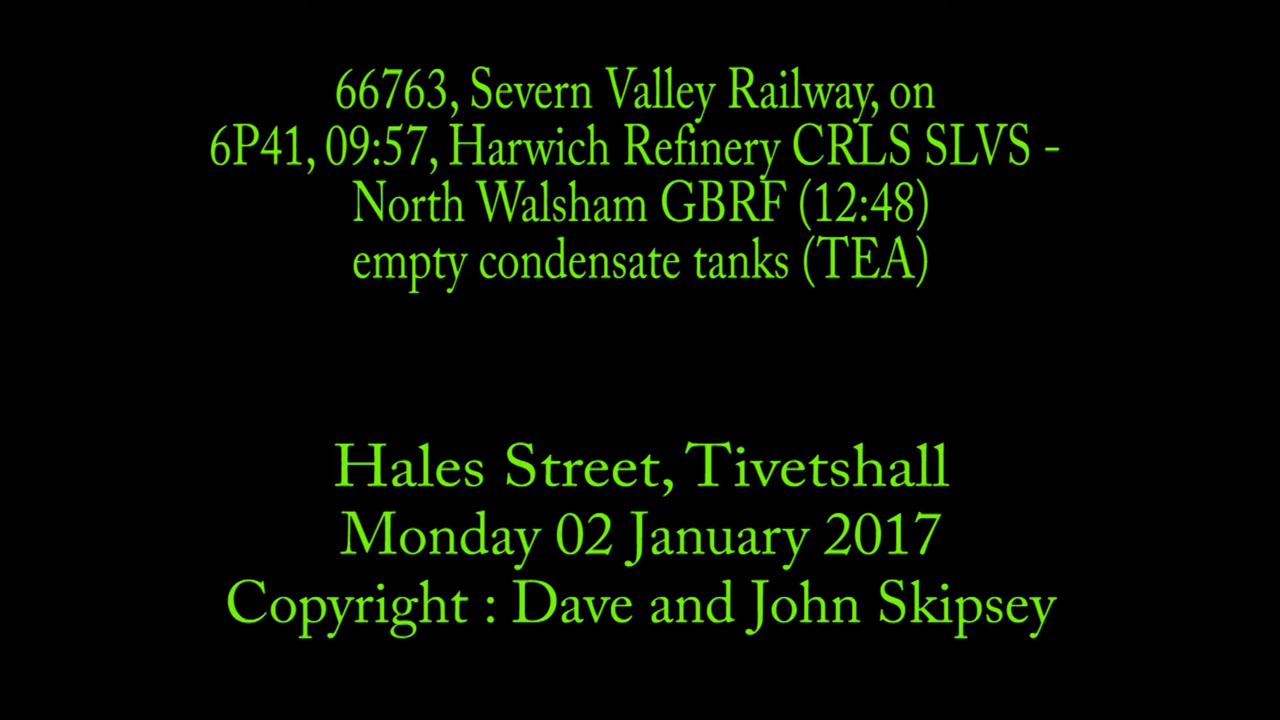 66763, Severn Valley Railway, on
6P41, 09:57, Harwich Refinery CRLS SLVS -
North Walsham GBRF (12:48)
empty condensate tanks (TEA)
Hales Street, Tivetshall
Monday 02 January 2017
Copyright : Dave and John Skipsey